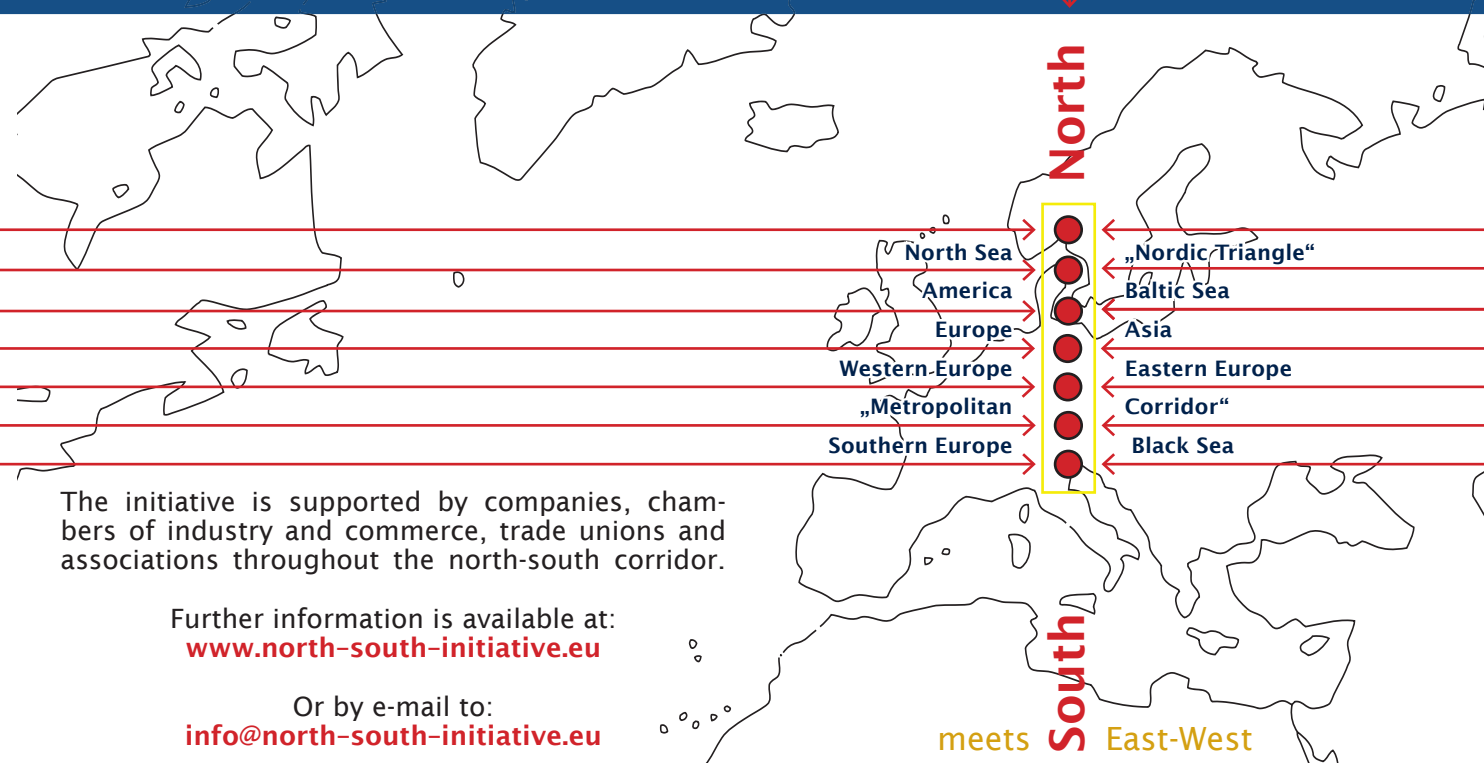 North
North Sea „Nordic Triangle“
America Baltic Sea
Europe Asia
Western Europe Eastern Europe
„Metropolitan Corridor“
Southern Europe Black Sea
The initiative is supported by companies, cham-
bers of industry and commerce, trade unions and
associations throughout the north-south corridor.
Further information is available at:
www.north-south-initiative.eu
Or by e-mail to:
info@north-south-initiative.eu
meets South East-West